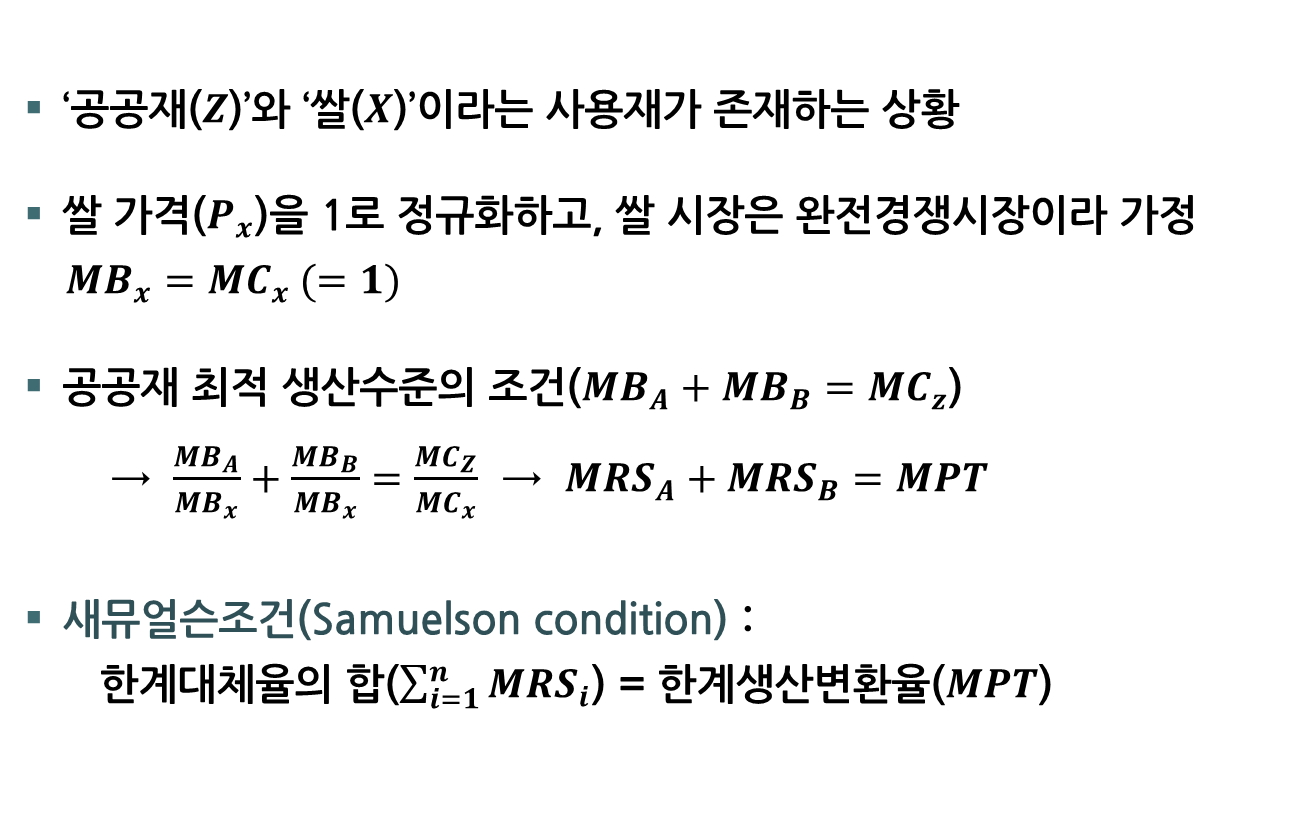 ▪ ‘공공재(Z)’와 ‘쌀(X)’이라는 사용재가 존재하는 상황
▪ 쌀 가격(Pₓ)을 1로 정규화하고, 쌀 시장은 완전경쟁시장이라 가정
MBₓ = MCₓ (= 1)
▪ 공공재 최적 생산수준의 조건(MB_A + MB_B = MC_z)
→ MB_A/MBₓ + MB_B/MBₓ = MC_Z/MCₓ → MRS_A + MRS_B = MPT
▪ 새뮤얼슨조건(Samuelson condition) :
한계대체율의 합(∑ⁿᵢ₌₁ MRSᵢ) = 한계생산변환율(MPT)